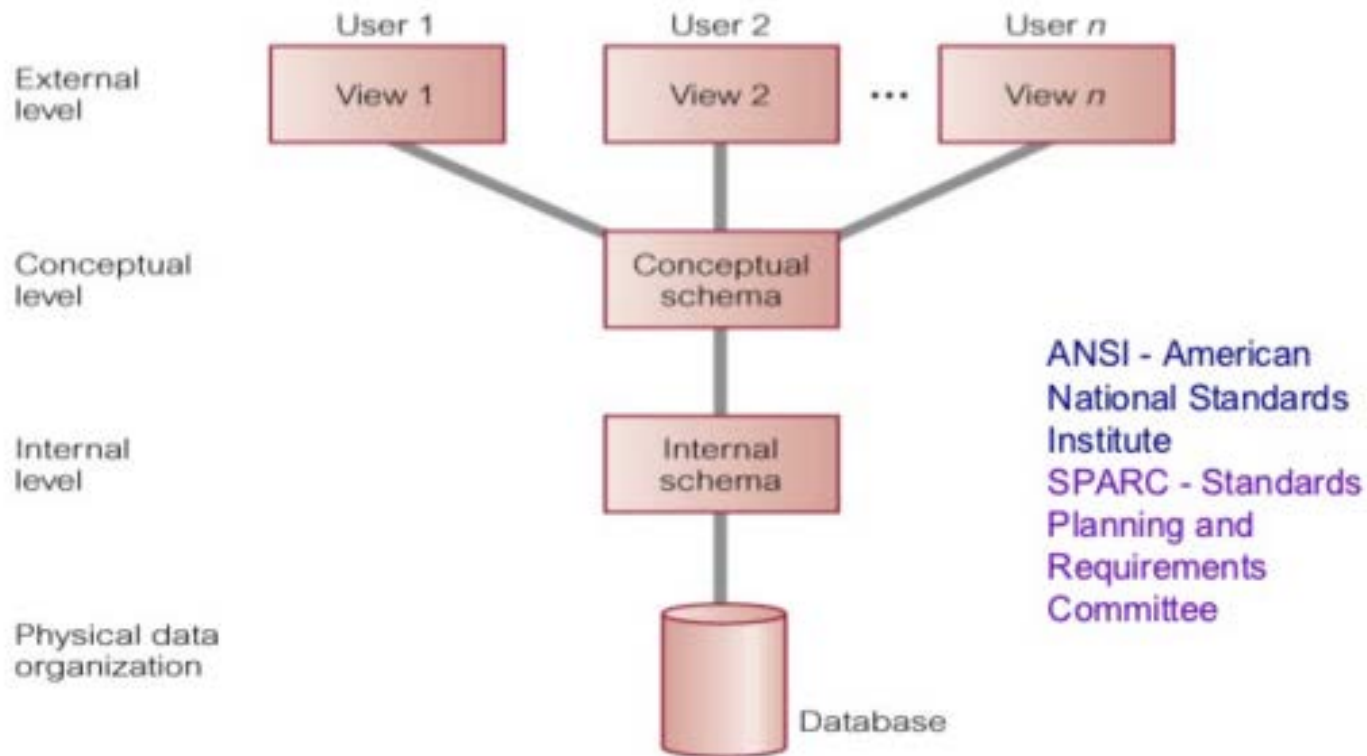 User 1
User 2
User n
External
level
View 1
View 2
...
View n
Conceptual
level
Conceptual
schema
Internal
level
Internal
schema
ANSI - American
National Standards
Institute
SPARC - Standards
Planning and
Requirements
Committee
Physical data
organization
Database